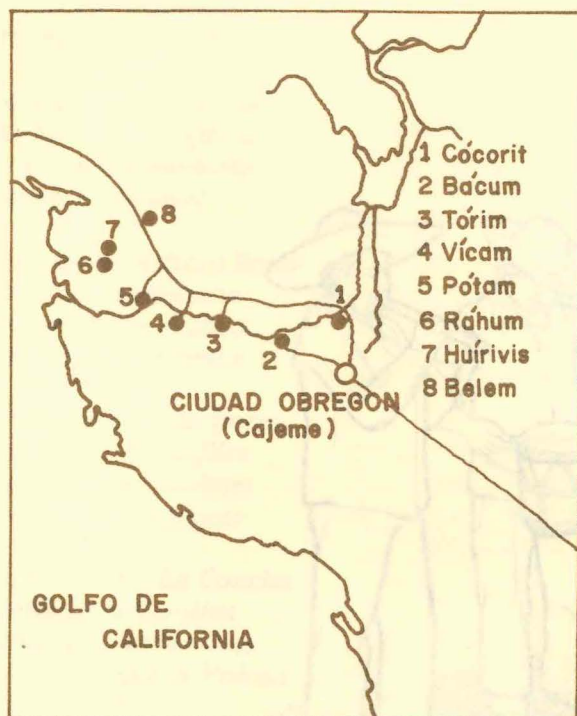 1 Cócorit
2 Bácum
3 Tórim
4 Vícam
5 Pótam
6 Ráhum
7 Huírivis
8 Belem
8
7
6
5
4
3
2
1
CIUDAD OBREGON
(Cajeme)
GOLFO DE
CALIFORNIA